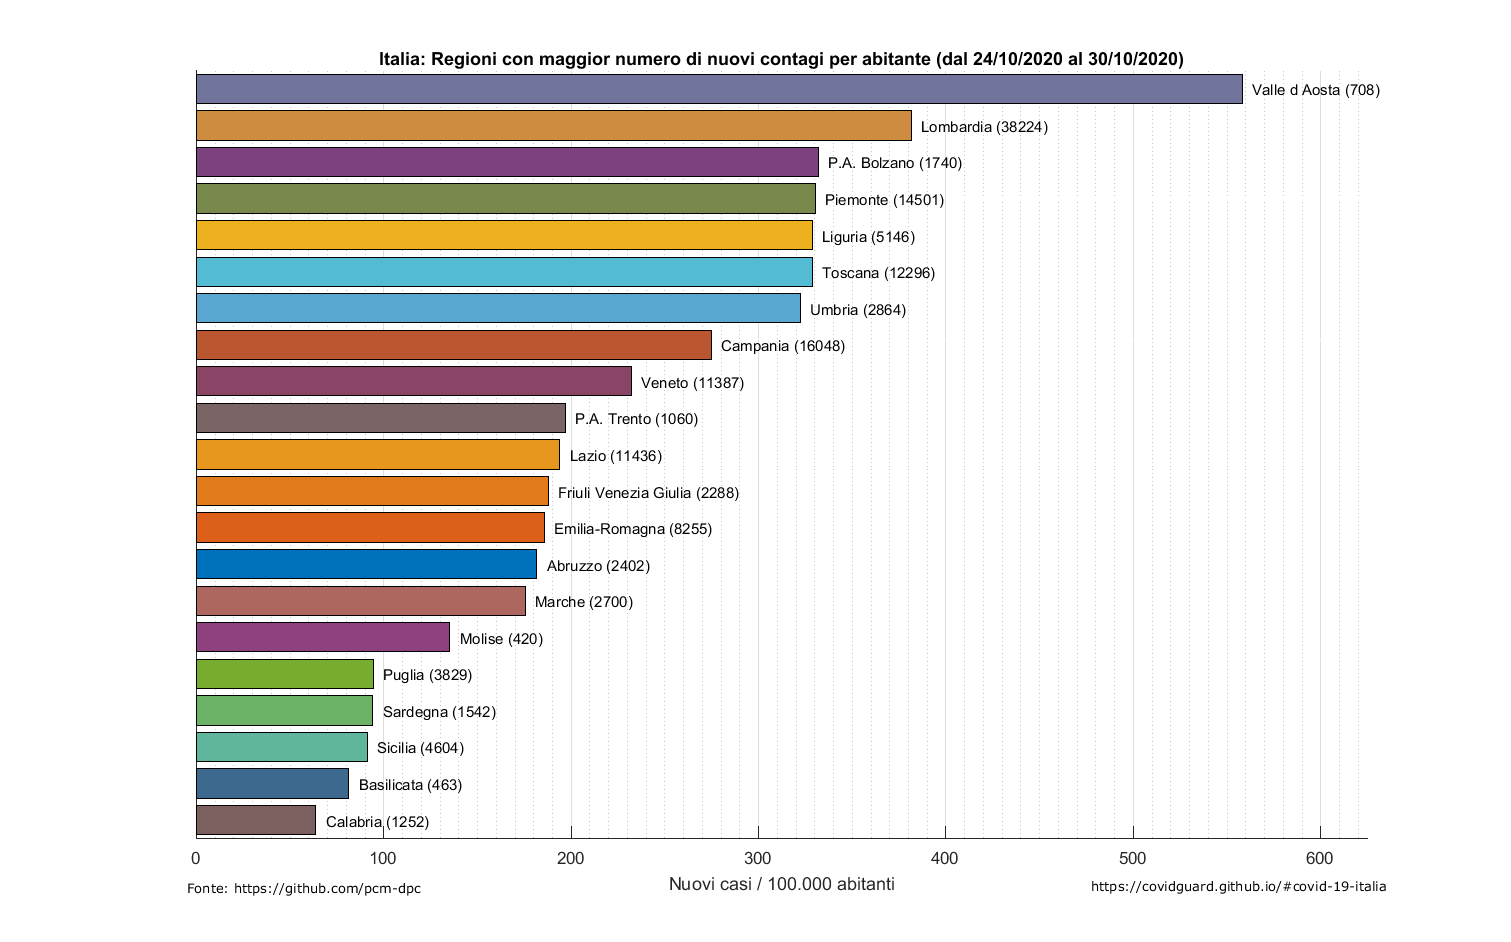 Italia: Regioni con maggior numero di nuovi contagi per abitante (dal 24/10/2020 al 30/10/2020)
Valle d Aosta (708)
Lombardia (38224)
P.A. Bolzano (1740)
Piemonte (14501)
Liguria (5146)
Toscana (12296)
Umbria (2864)
Campania (16048)
Veneto (11387)
P.A. Trento (1060)
Lazio (11436)
Friuli Venezia Giulia (2288)
Emilia-Romagna (8255)
Abruzzo (2402)
Marche (2700)
Molise (420)
Puglia (3829)
Sardegna (1542)
Sicilia (4604)
Basilicata (463)
Calabria (1252)
0 100 200 300 400 500 600
Nuovi casi / 100.000 abitanti
Fonte: https://github.com/pcm-dpc
https://covidguard.github.io/#covid-19-italia